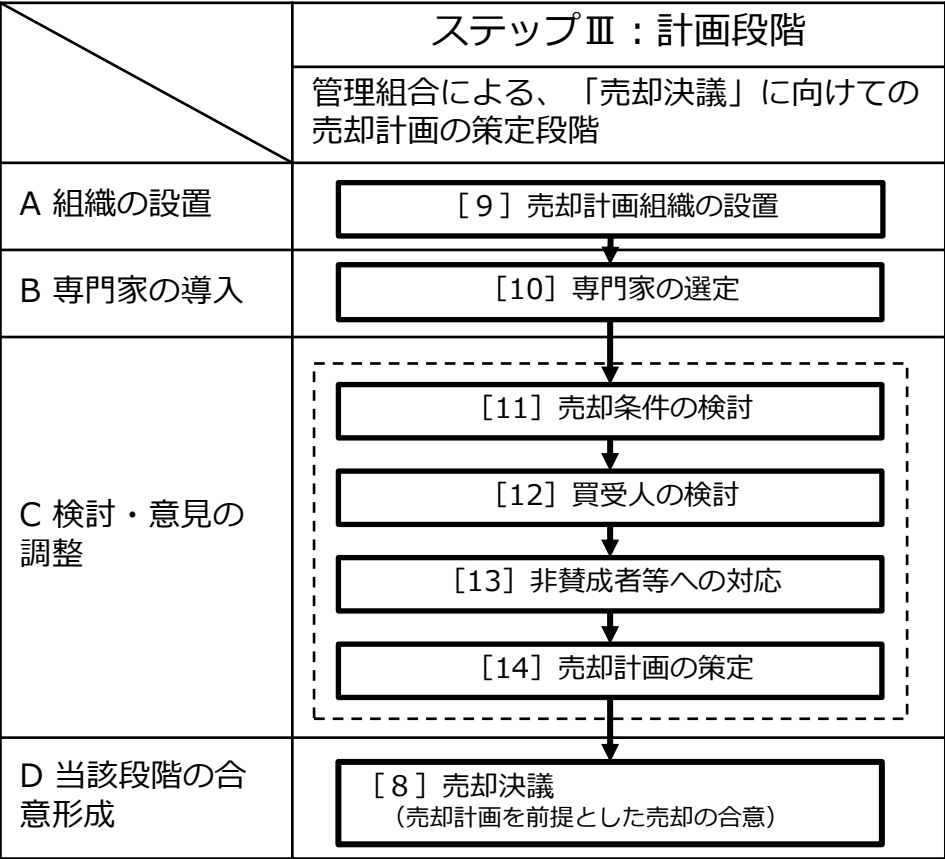 ステップⅢ：計画段階
管理組合による、「売却決議」に向けての
売却計画の策定段階
A 組織の設置
［９］売却計画組織の設置
B 専門家の導入
［10］専門家の選定
C 検討・意見の
調整
［11］売却条件の検討
［12］買受人の検討
［13］非賛成者等への対応
［14］売却計画の策定
D 当該段階の合
意形成
［８］売却決議
（売却計画を前提とした売却の合意）